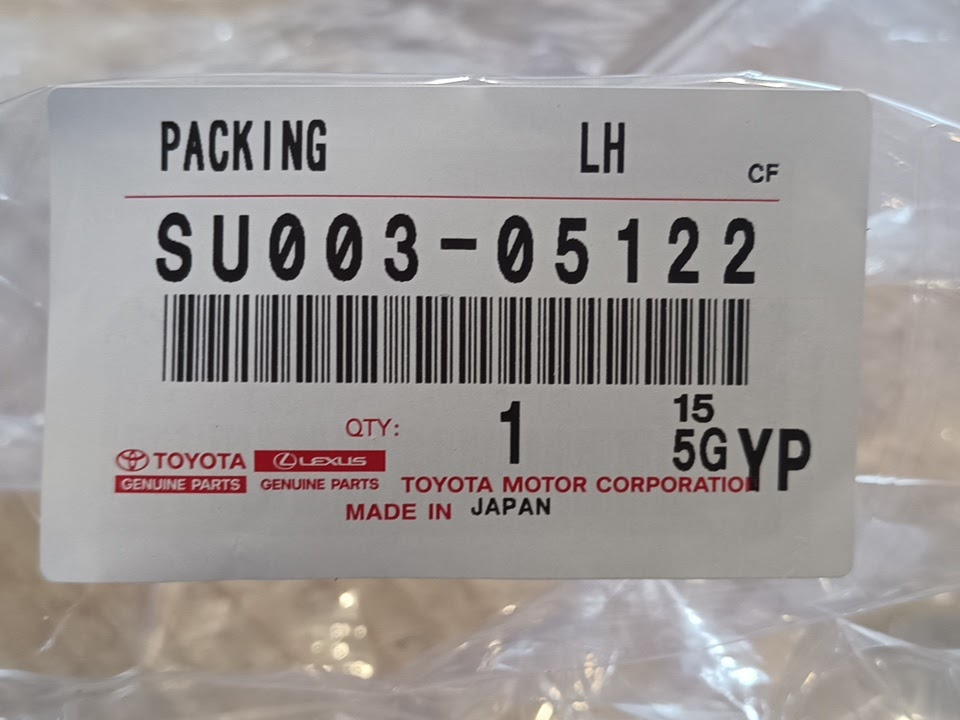 PACKING LH CF
SU003-05122
QTY: 1 15
5G YP
TOYOTA LEXUS
GENUINE PARTS GENUINE PARTS TOYOTA MOTOR CORPORATION
MADE IN JAPAN